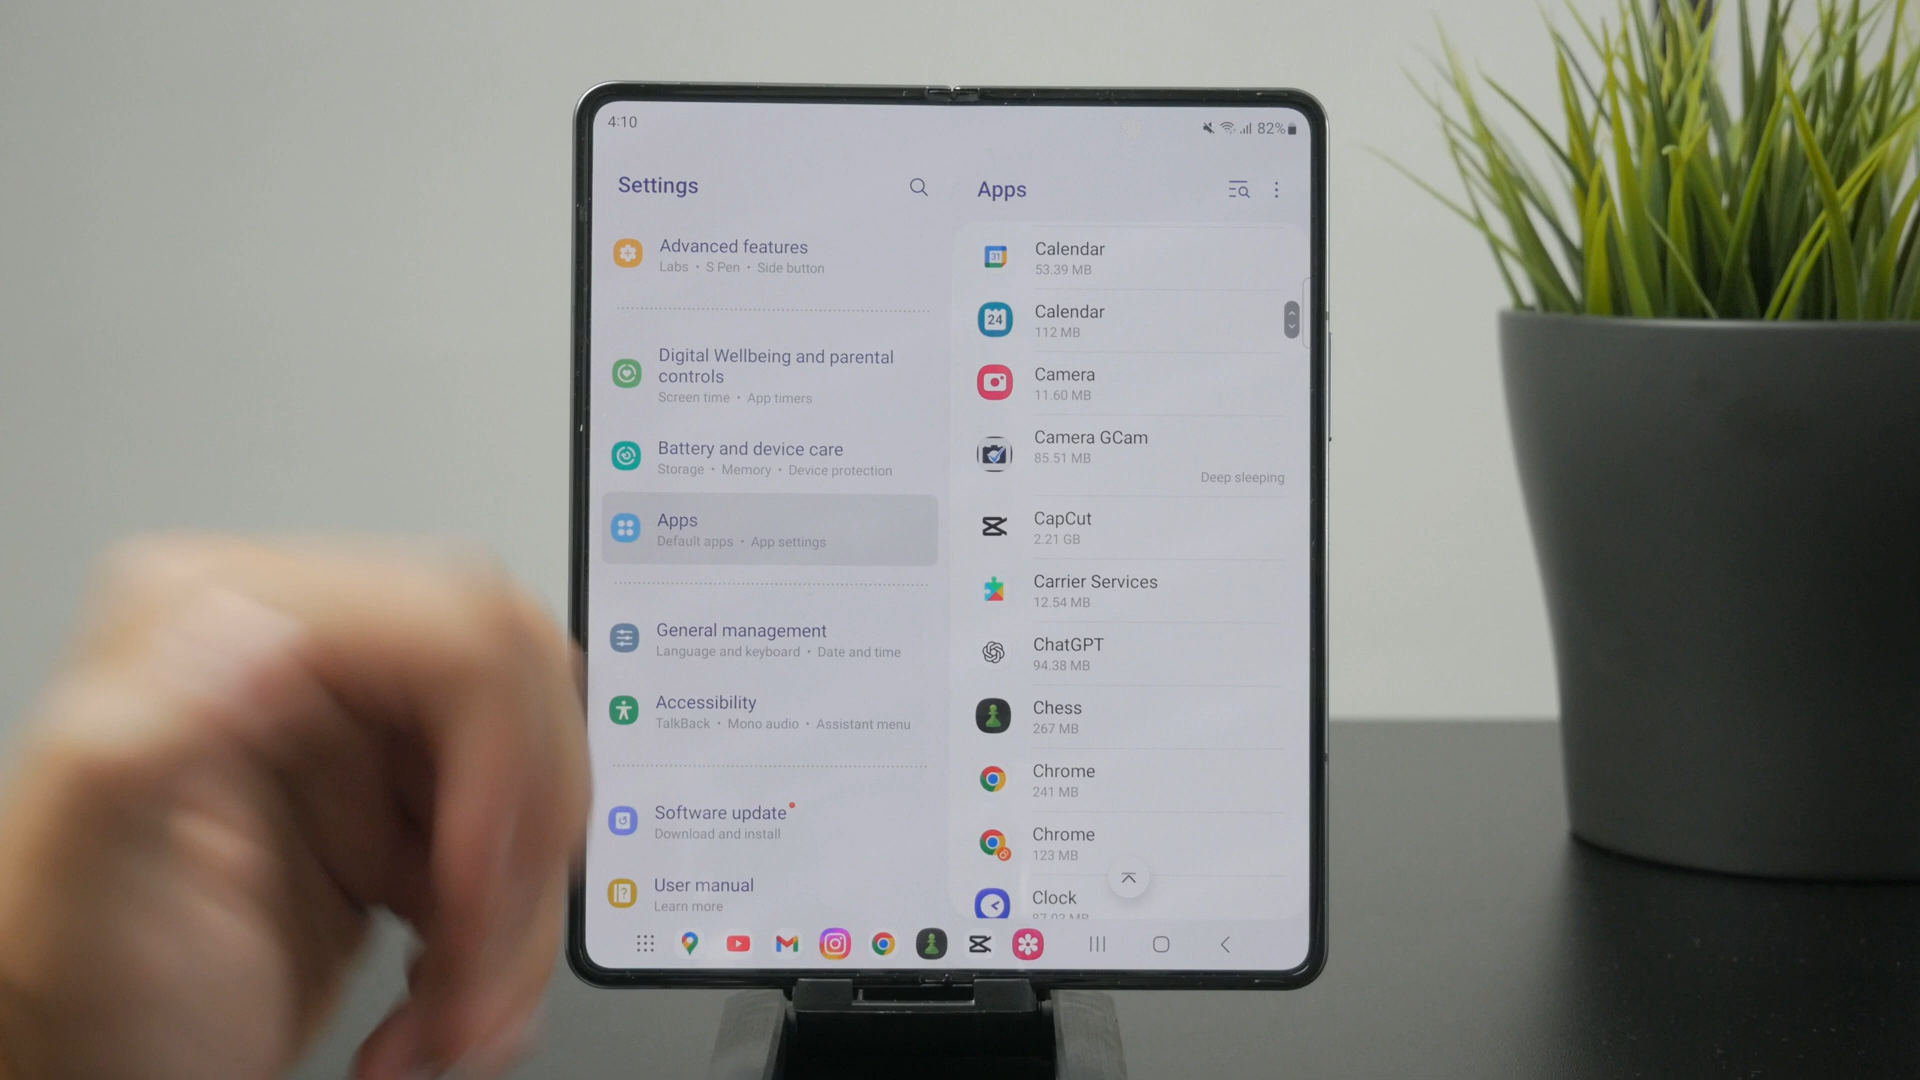 4:10
82%
Settings
Advanced features
Labs • S Pen • Side button
Digital Wellbeing and parental
controls
Screen time • App timers
Battery and device care
Storage • Memory • Device protection
Apps
Default apps • App settings
General management
Language and keyboard • Date and time
Accessibility
TalkBack • Mono audio • Assistant menu
Software update
Download and install
User manual
Learn more
Apps
31
Calendar
53.39 MB
24
Calendar
112 MB
Camera
11.60 MB
Camera GCam
85.51 MB
Deep sleeping
CapCut
2.21 GB
Carrier Services
12.54 MB
ChatGPT
94.38 MB
Chess
267 MB
Chrome
241 MB
Chrome
123 MB
Clock